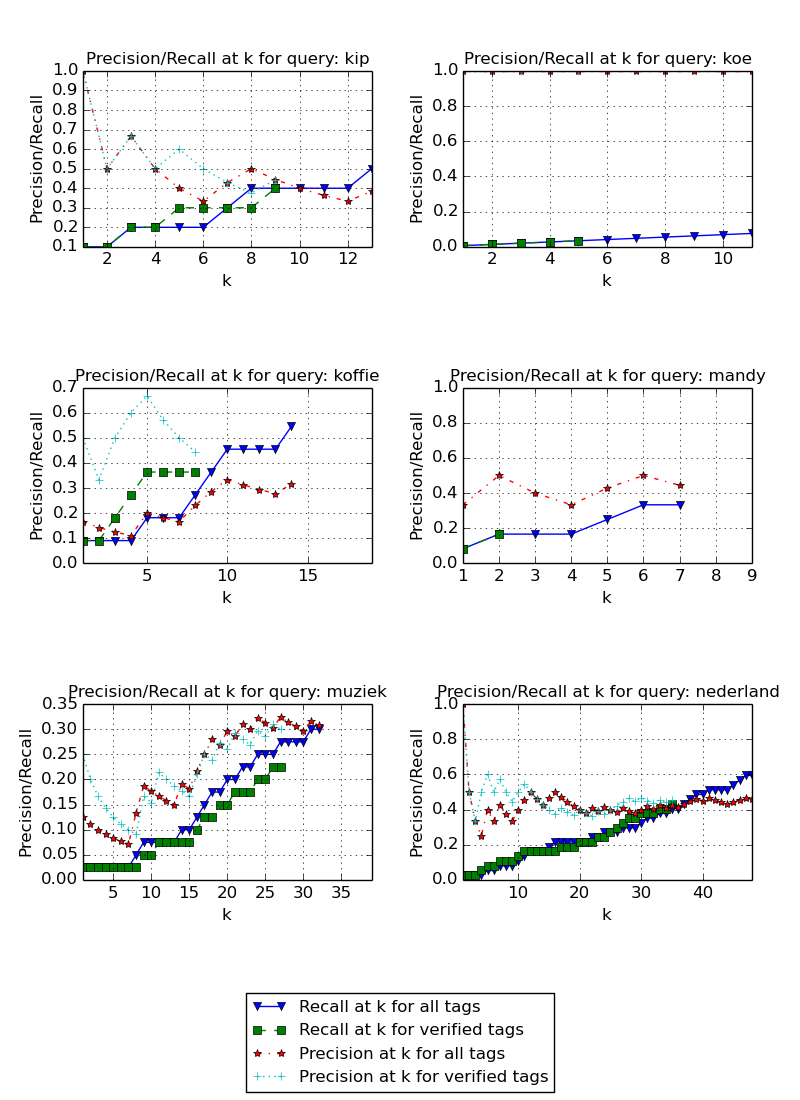 Precision/Recall at k for query: kip
1.0
0.9
0.8
0.7
0.6
0.5
0.4
0.3
0.2
0.1
Precision/Recall
2 4 6 8 10 12
k
Precision/Recall at k for query: koe
1.0
0.8
0.6
0.4
0.2
0.0
Precision/Recall
2 4 6 8 10
k
Precision/Recall at k for query: koffie
0.7
0.6
0.5
0.4
0.3
0.2
0.1
0.0
Precision/Recall
5 10 15
k
Precision/Recall at k for query: mandy
1.0
0.8
0.6
0.4
0.2
0.0
Precision/Recall
1 2 3 4 5 6 7 8 9
k
Precision/Recall at k for query: muziek
0.35
0.30
0.25
0.20
0.15
0.10
0.05
0.00
Precision/Recall
5 10 15 20 25 30 35
k
Precision/Recall at k for query: nederland
1.0
0.8
0.6
0.4
0.2
0.0
Precision/Recall
10 20 30 40
k
Recall at k for all tags
Recall at k for verified tags
Precision at k for all tags
Precision at k for verified tags